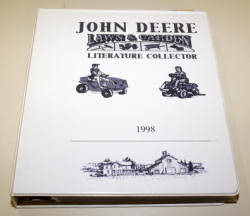 JOHN DEERE
LAWN & GARDEN
LITERATURE COLLECTOR
1998